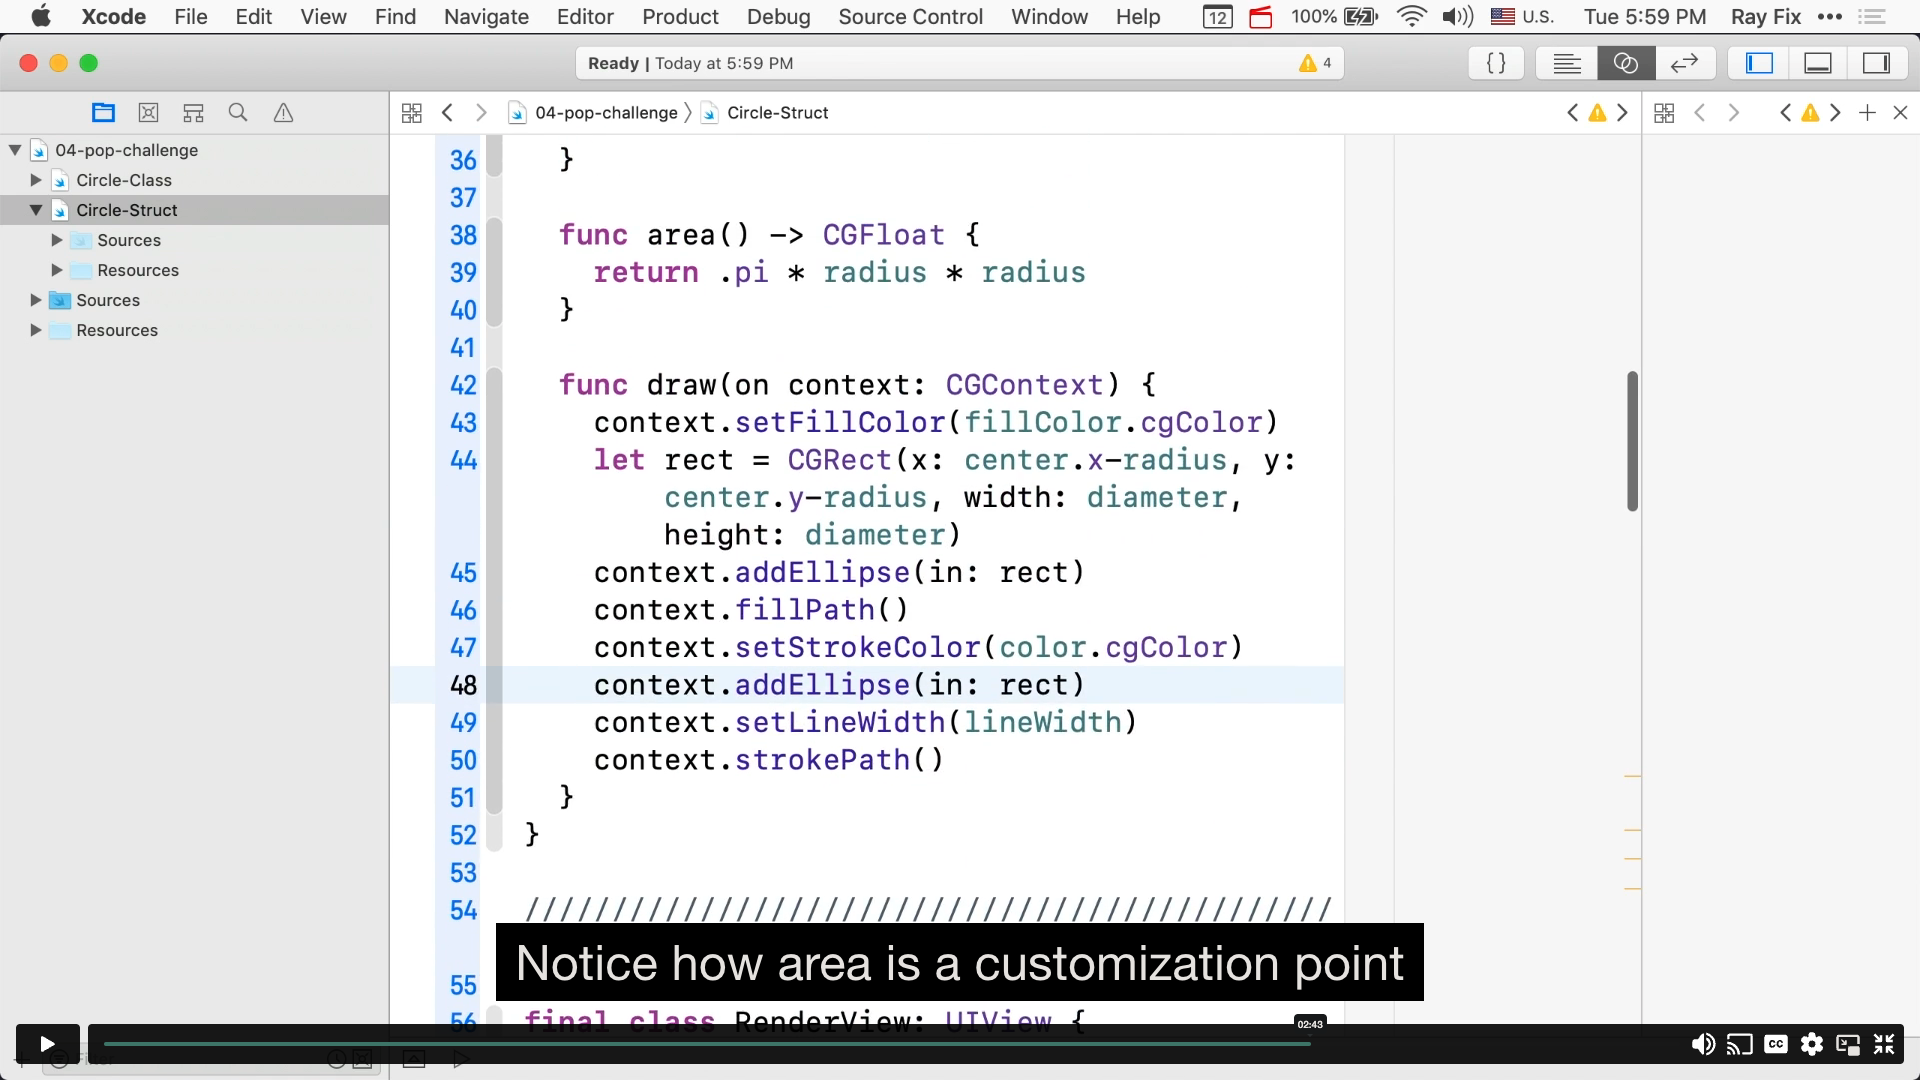 Xcode File Edit View Find Navigate Editor Product Debug Source Control Window Help 12 100% U.S. Tue 5:59 PM Ray Fix •••
Ready | Today at 5:59 PM 4 {}
04-pop-challenge 〉 Circle-Struct
04-pop-challenge
Circle-Class
Circle-Struct
Sources
Resources
Sources
Resources
36 }
37
38 func area() -> CGFloat {
39 return .pi * radius * radius
40 }
41
42 func draw(on context: CGContext) {
43 context.setFillColor(fillColor.cgColor)
44 let rect = CGRect(x: center.x-radius, y:
center.y-radius, width: diameter,
height: diameter)
45 context.addEllipse(in: rect)
46 context.fillPath()
47 context.setStrokeColor(color.cgColor)
48 context.addEllipse(in: rect)
49 context.setLineWidth(lineWidth)
50 context.strokePath()
51 }
52 }
53
54 //////////////////////////////////////////////
Notice how area is a customization point
55
56 final class RenderView: UIView {
02:43
Filter
CC